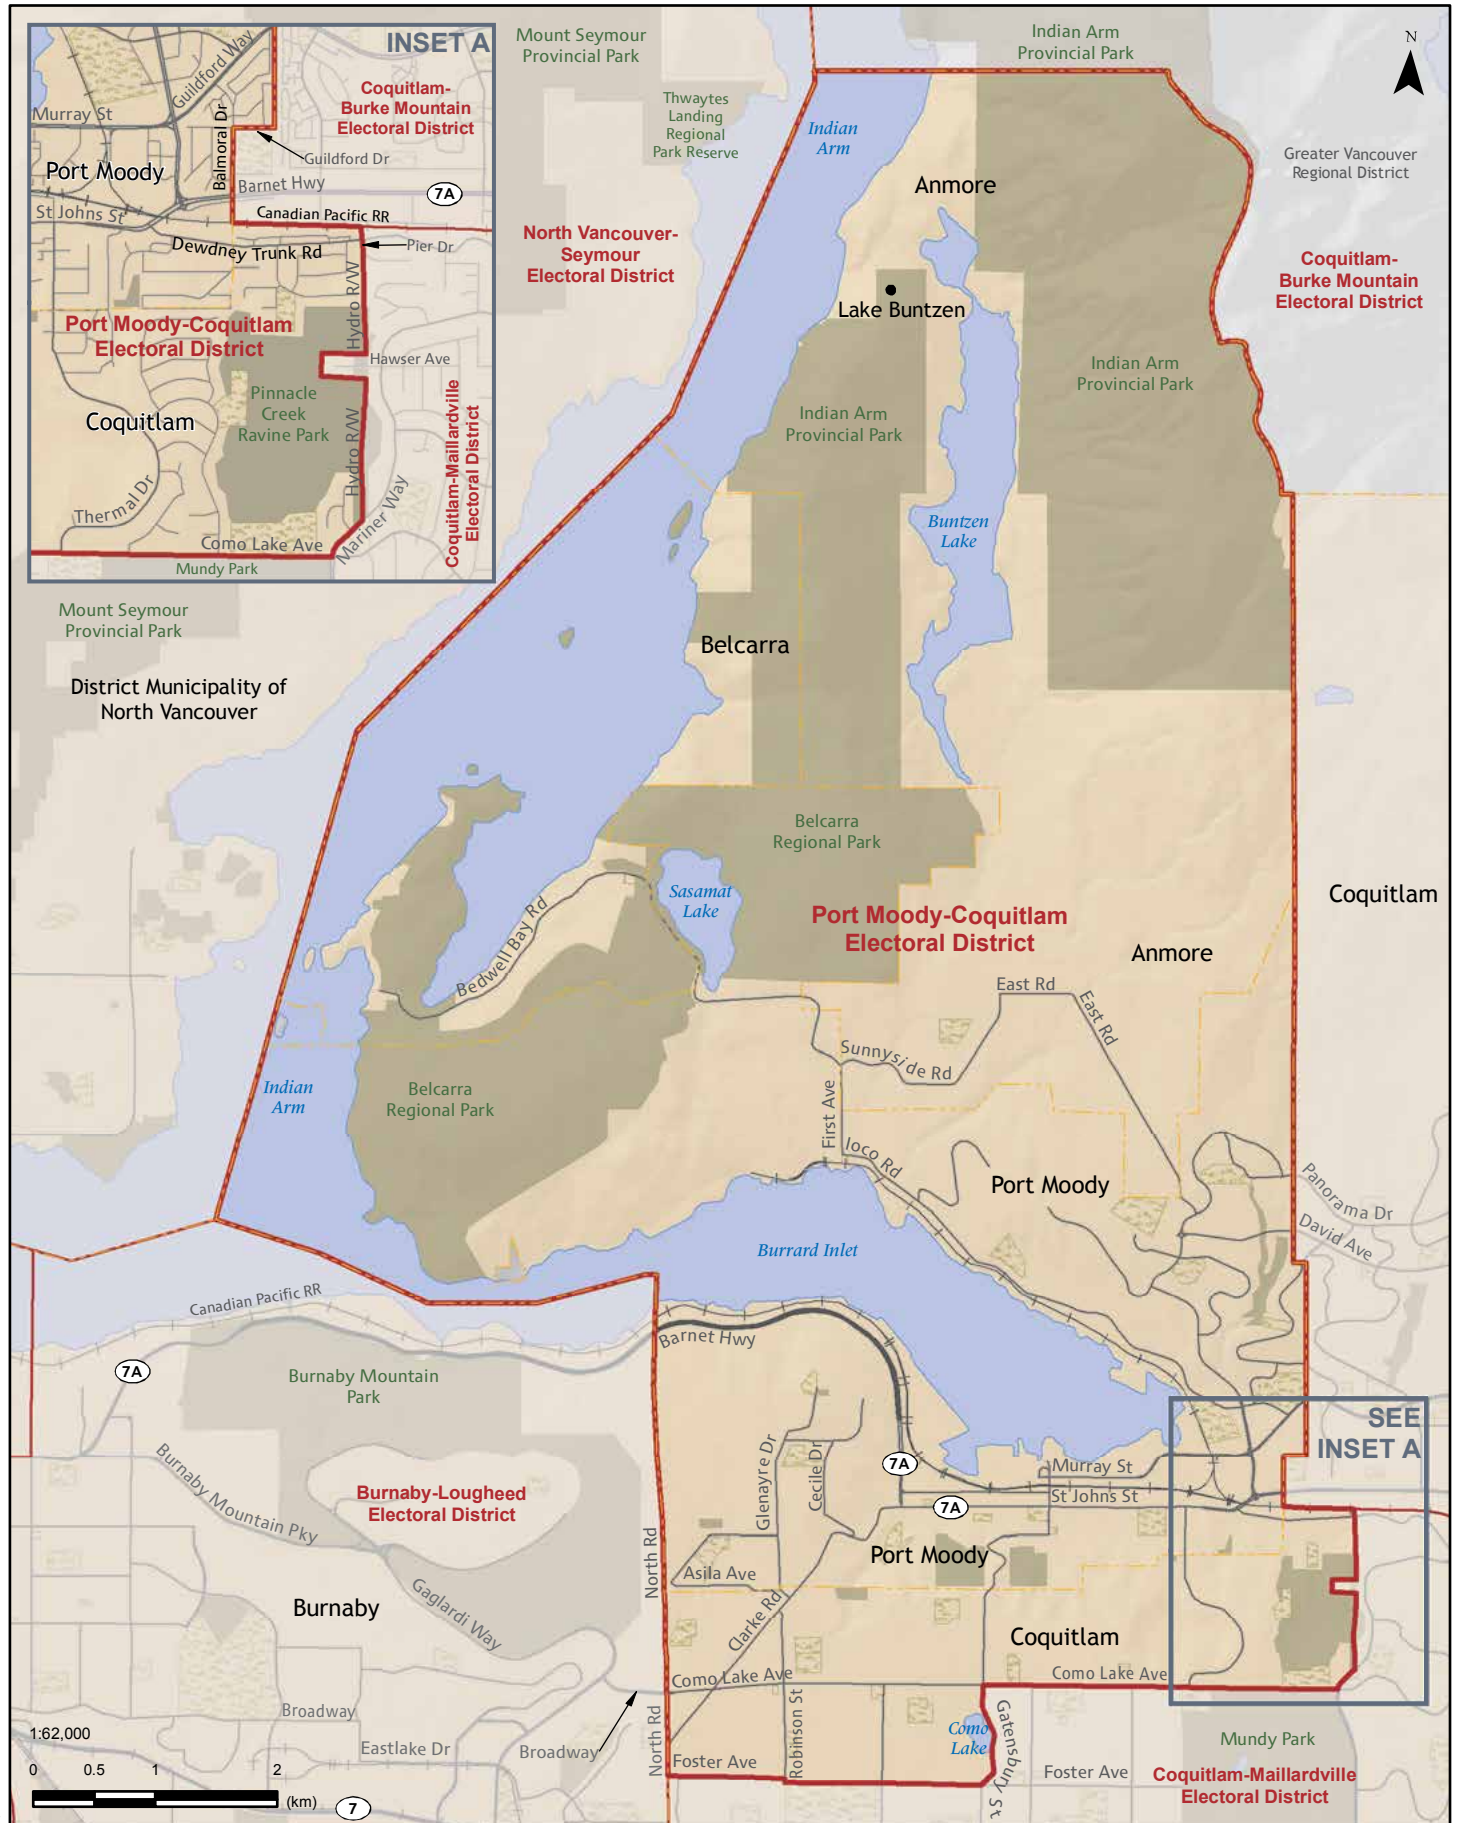 INSET A
Guildford Way
Coquitlam-
Burke Mountain
Electoral District
Murray St
Balmoral Dr
Guildford Dr
Port Moody
Barnet Hwy
7A
St Johns St
Canadian Pacific RR
Dewdney Trunk Rd
Pier Dr
Hydro R/W
Port Moody-Coquitlam
Electoral District
Hawser Ave
Pinnacle
Creek
Ravine Park
Coquitlam
Hydro R/W
Coquitlam-Maillardville
Electoral District
Thermal Dr
Mariner Way
Como Lake Ave
Mundy Park
Mount Seymour
Provincial Park
Indian Arm
Provincial Park
N
Thwaytes
Landing
Regional
Park Reserve
Indian
Arm
Greater Vancouver
Regional District
Anmore
North Vancouver-
Seymour
Electoral District
Coquitlam-
Burke Mountain
Electoral District
Lake Buntzen
Indian Arm
Provincial Park
Indian Arm
Provincial Park
Buntzen
Lake
Mount Seymour
Provincial Park
Belcarra
District Municipality of
North Vancouver
Belcarra
Regional Park
Sasamat
Lake
Coquitlam
Port Moody-Coquitlam
Electoral District
Bedwell Bay Rd
Anmore
East Rd
East Rd
Sunnyside Rd
Indian
Arm
Belcarra
Regional Park
First Ave
Ioco Rd
Port Moody
Panorama Dr
David Ave
Burrard Inlet
Canadian Pacific RR
Barnet Hwy
7A
Burnaby Mountain
Park
SEE
INSET A
Burnaby Mountain Pky
Glenayre Dr
Cecile Dr
7A
Murray St
St Johns St
7A
Burnaby-Lougheed
Electoral District
North Rd
Port Moody
Asila Ave
Gaglardi Way
Burnaby
Clarke Rd
Coquitlam
Como Lake Ave
Como Lake Ave
Broadway
North Rd
Robinson St
Como
Lake
Gatensbury St
Mundy Park
1:62,000
Eastlake Dr
Broadway
Foster Ave
Foster Ave
Coquitlam-Maillardville
Electoral District
0 0.5 1 2
(km)
7